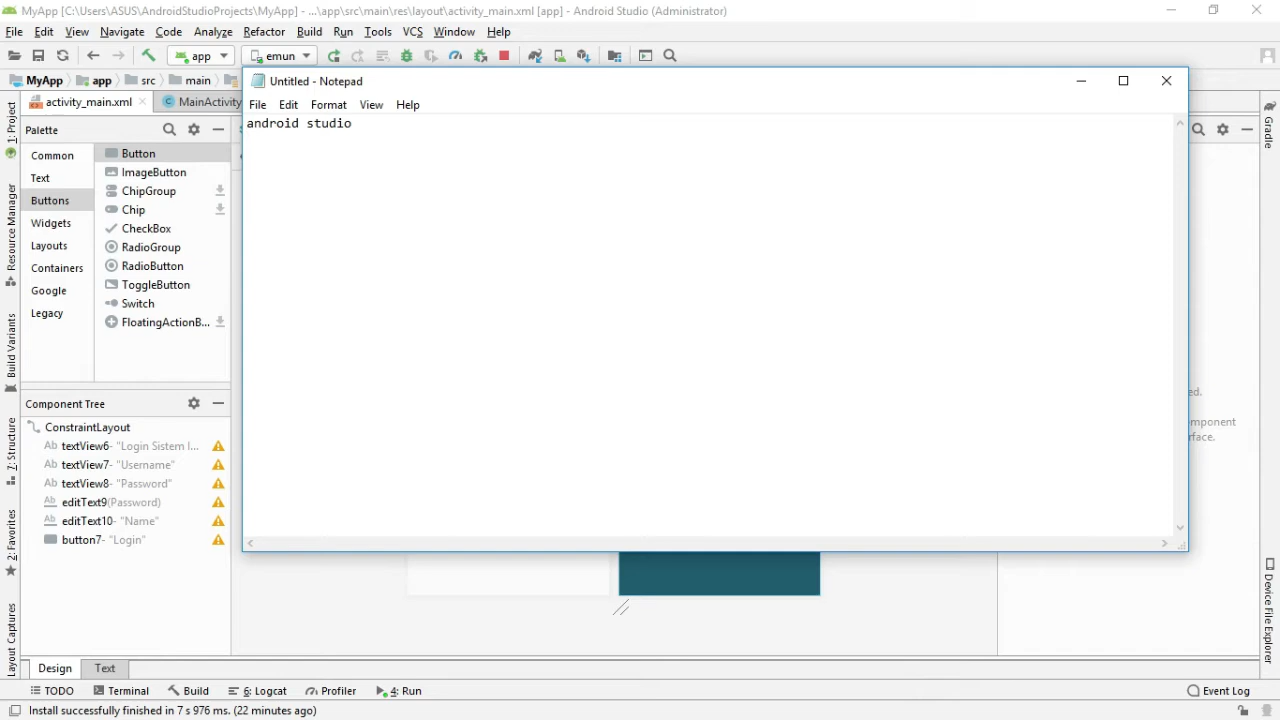 MyApp [C:\Users\ASUS\AndroidStudioProjects\MyApp] - ...\app\src\main\res\layout\activity_main.xml [app] - Android Studio (Administrator)
File Edit View Navigate Code Analyze Refactor Build Run Tools VCS Window Help
app emun
MyApp app src main
Untitled - Notepad
activity_main.xml MainActivity
File Edit Format View Help
android studio
Palette
Common
Text
Buttons
Widgets
Layouts
Containers
Google
Legacy
Button
ImageButton
ChipGroup
Chip
CheckBox
RadioGroup
RadioButton
ToggleButton
Switch
FloatingActionB...
Component Tree
ConstraintLayout
Ab textView6- "Login Sistem I...
Ab textView7- "Username"
Ab textView8- "Password"
Ab editText9(Password)
Ab editText10- "Name"
button7- "Login"
1: Project
Resource Manager
Build Variants
Z: Structure
2: Favorites
Layout Captures
Gradle
Device File Explorer
Design Text
TODO Terminal Build 6: Logcat Profiler 4: Run Event Log
Install successfully finished in 7 s 976 ms. (22 minutes ago)